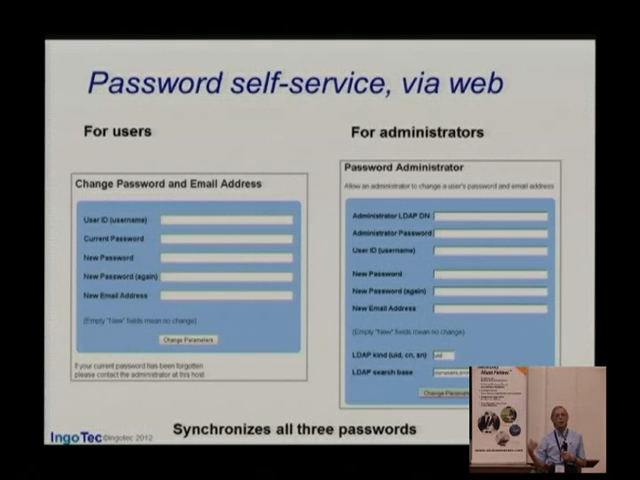 Password self-service, via web
For users
For administrators
Change Password and Email Address
User ID (username)
Current Password
New Password
New Password (again)
New Email Address
(Empty "New" fields mean no change)
Change Parameters
If your current password has been forgotten
please contact the administrator at this host.
Password Administrator
Allow an administrator to change a user's password and email address
Administrator LDAP DN
Administrator Password
User ID (username)
New Password
New Password (again)
New Email Address
(Empty "New" fields mean no change)
LDAP kind (uid, cn, sn)
uid
LDAP search base
Change
Synchronizes all three passwords
IngoTec ©Ingotec 2012